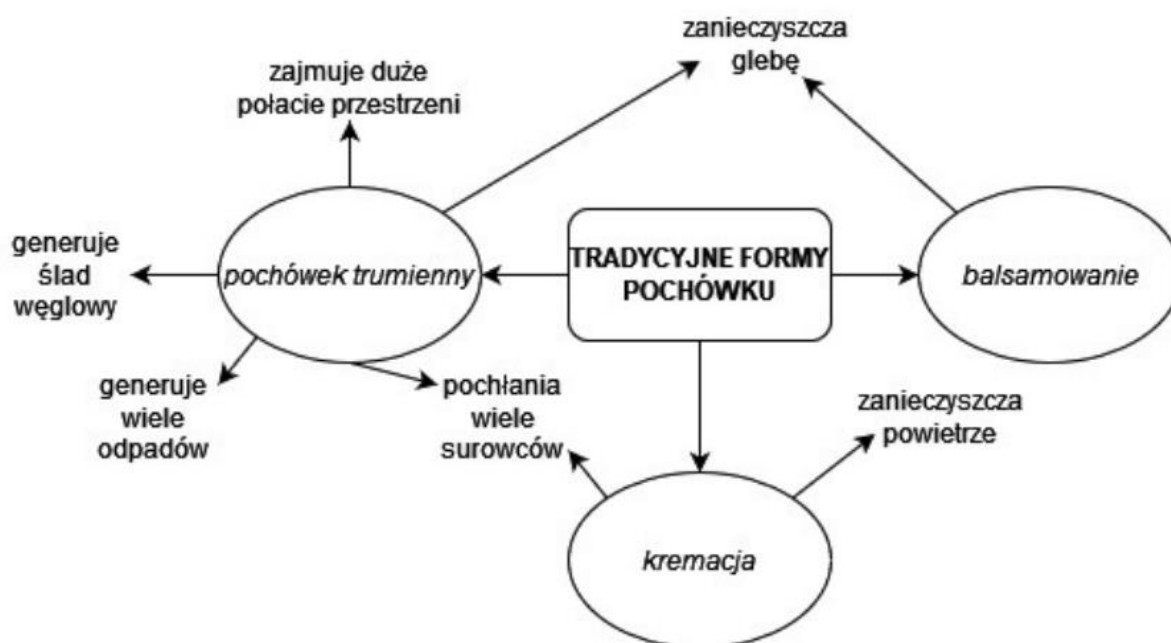 zanieczyszcza
glebę
zajmuje duże
połacie przestrzeni
generuje
ślad
węglowy
pochówek trumienny
TRADYCYJNE FORMY
POCHÓWKU
balsamowanie
generuje
wiele
odpadów
pochłania
wiele
surowców
zanieczyszcza
powietrze
kremacja